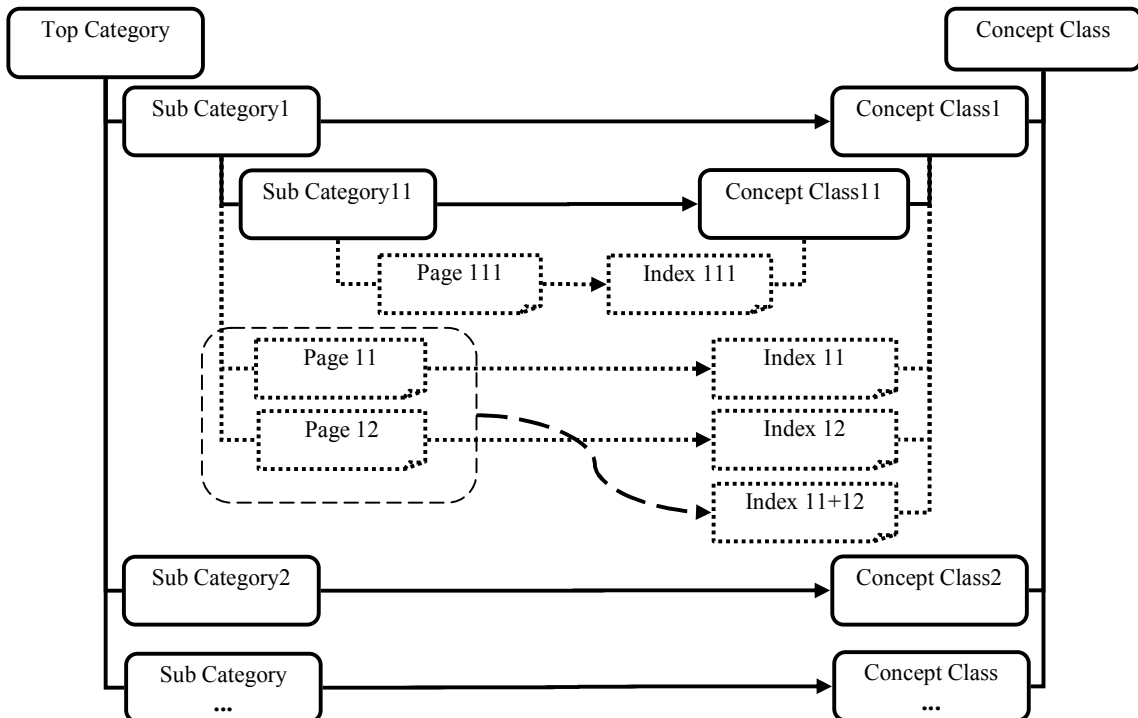 Top Category
Concept Class
Sub Category1
Concept Class1
Sub Category11
Concept Class11
Page 111
Index 111
Page 11
Index 11
Page 12
Index 12
Index 11+12
Sub Category2
Concept Class2
Sub Category
...
Concept Class
...